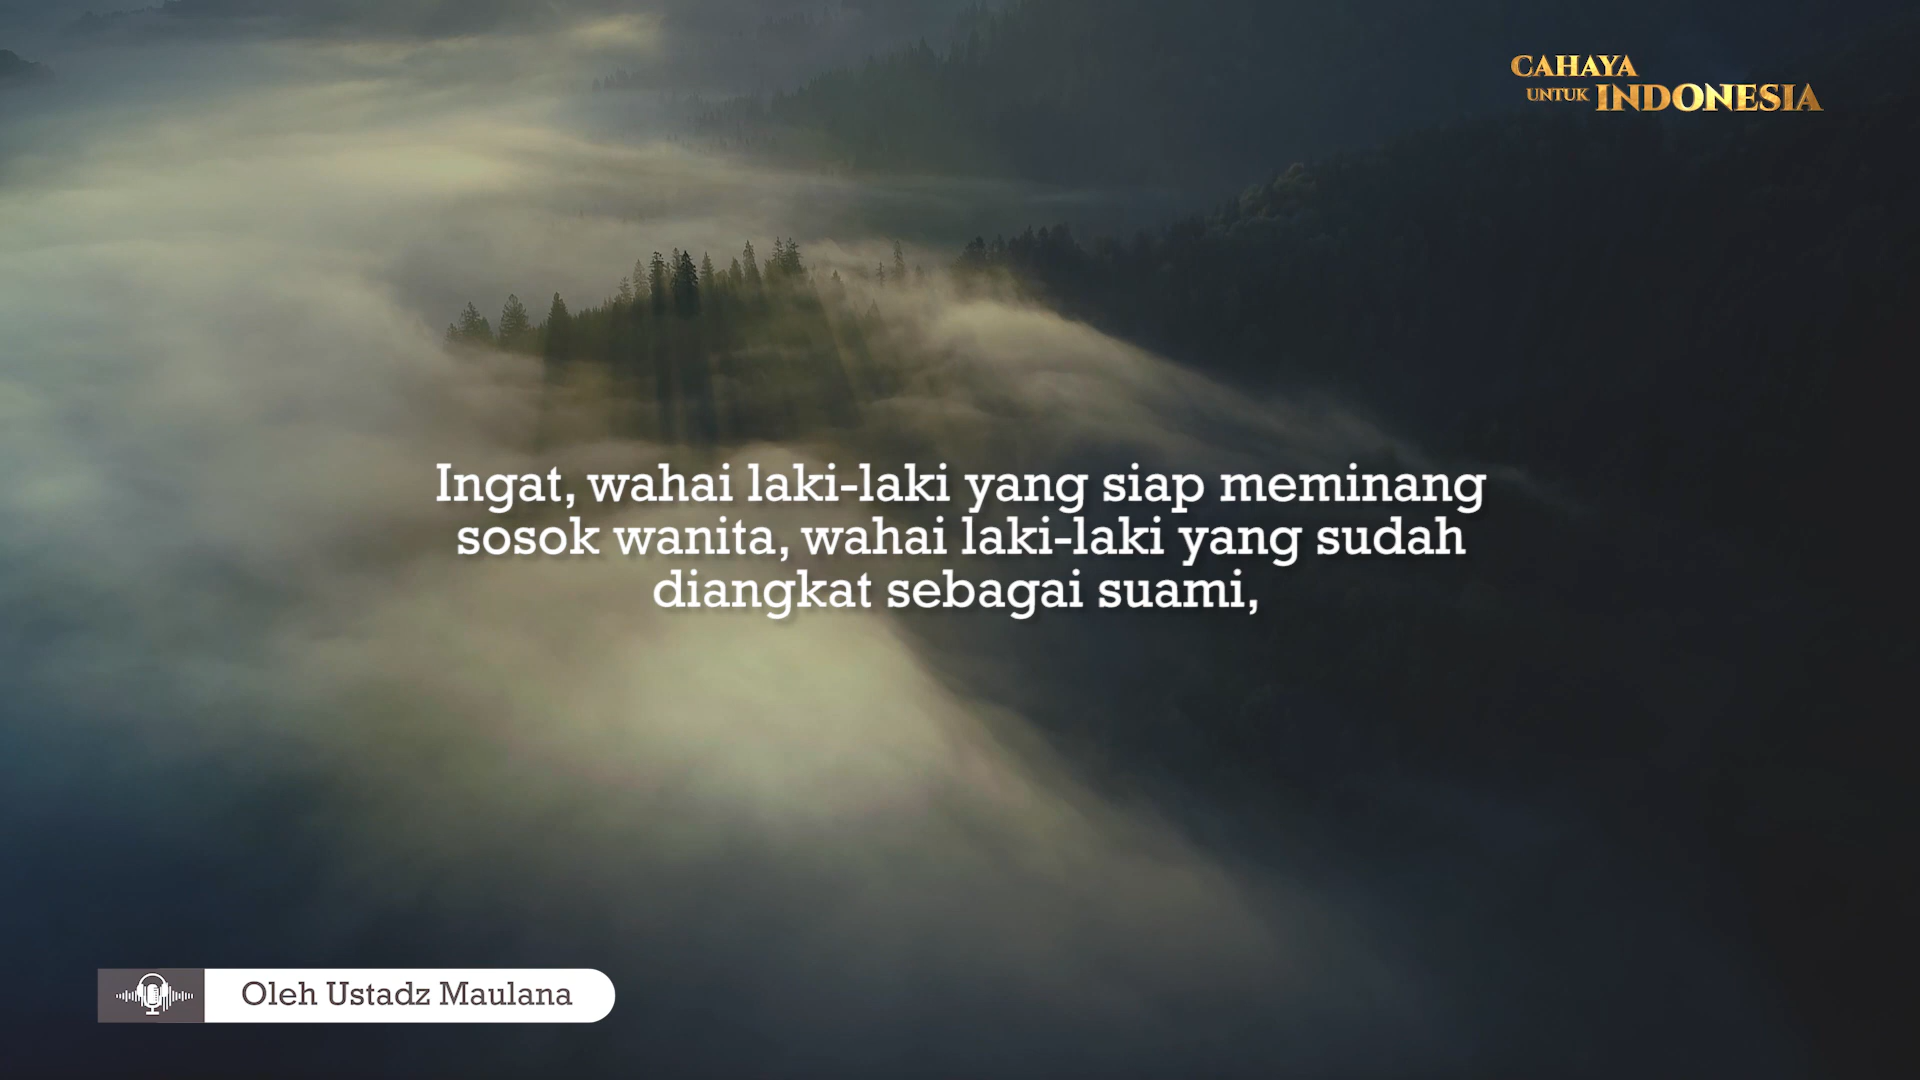 CAHAYA
UNTUK INDONESIA
Ingat, wahai laki-laki yang siap meminang
sosok wanita, wahai laki-laki yang sudah
diangkat sebagai suami,
Oleh Ustadz Maulana